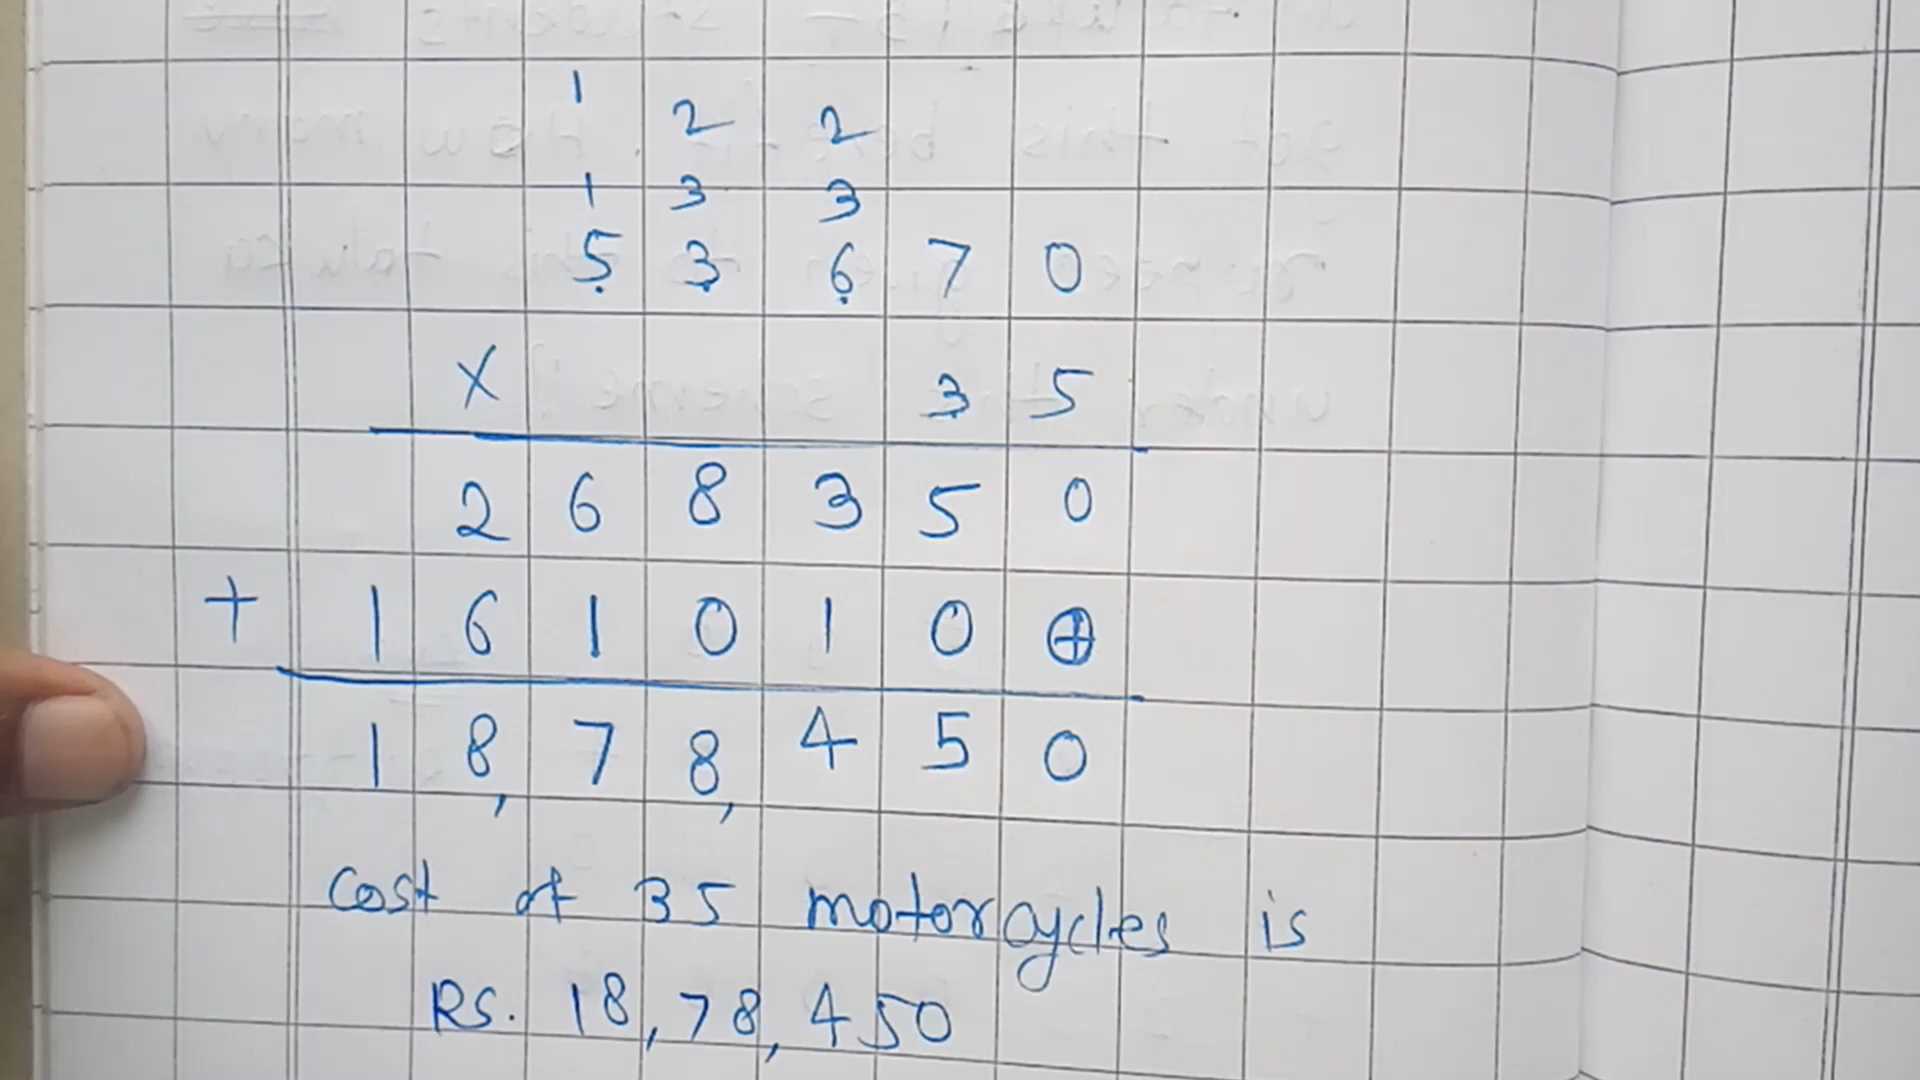 1
2 2
1 3 3
5 3 6 7 0
× 3 5
2 6 8 3 5 0
+ 1 6 1 0 1 0 ⊕
1 8, 7 8, 4 5 0
Cost of 35 motorcycles is
RS. 18,78,450